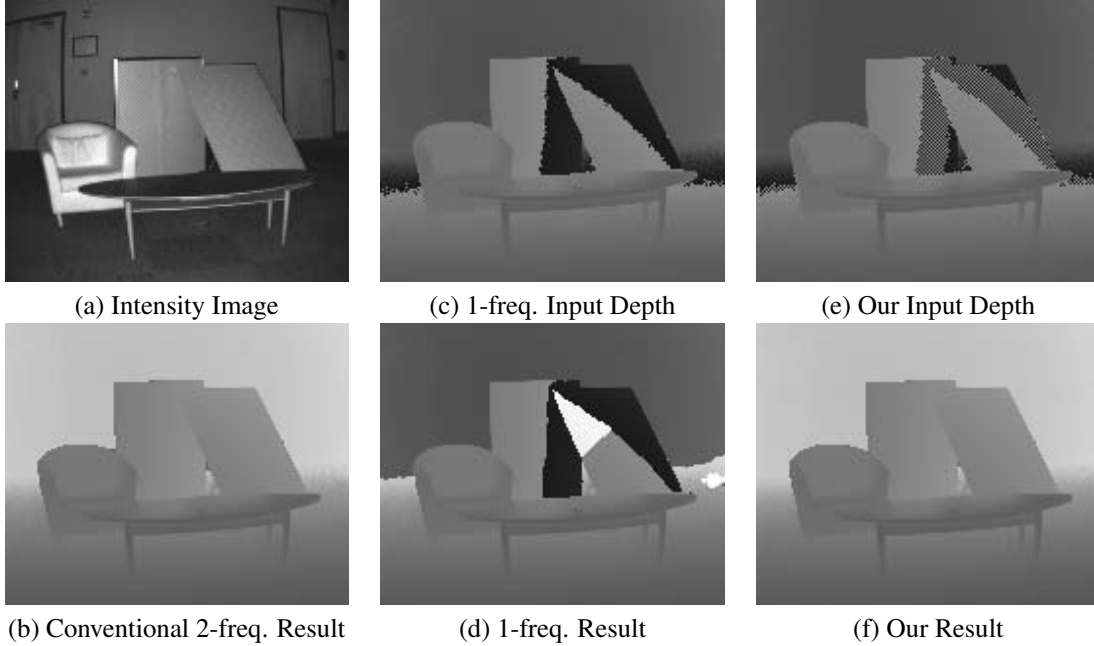 (a) Intensity Image
(c) 1-freq. Input Depth
(e) Our Input Depth
(b) Conventional 2-freq. Result
(d) 1-freq. Result
(f) Our Result